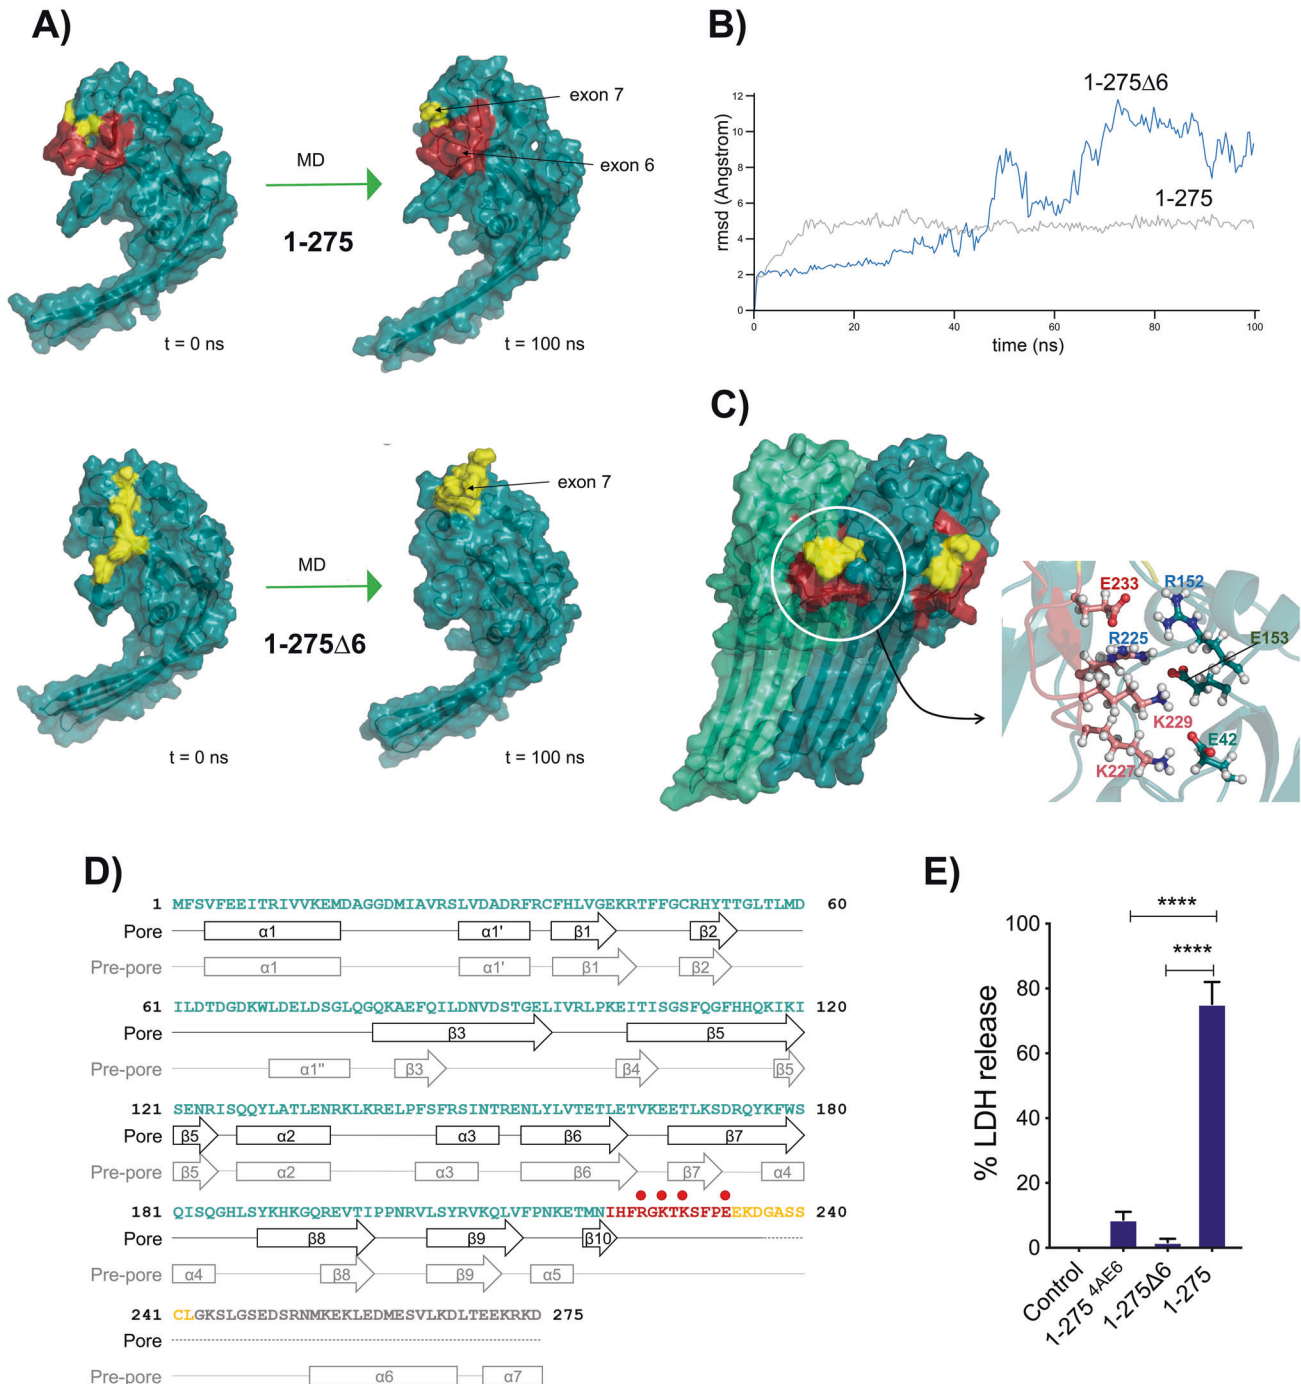 A)
exon 7
exon 6
MD
1-275
t = 0 ns
t = 100 ns
exon 7
MD
1-275Δ6
t = 0 ns
t = 100 ns
B)
1-275Δ6
1-275
rmsd (Angstrom)
12
10
8
6
4
2
0
0 20 40 60 80 100
time (ns)
C)
E233 R152
R225 E153
K229
E42
K227
D)
1 MFSVFEEITRIVVKEMDAGGDMIAVRSLVDADRFRCFHLVGEKRTFFGCRHYTTGLTLMD 60
Pore α1 α1' β1 β2
Pre-pore α1 α1' β1 β2
61 ILDTDGDKWLDELDSGLQGQKAEFQILDNVDSTGELIVRLPKEITISGSFQGFHHQKIKI 120
Pore β3 β5
Pre-pore α1" β3 β4 β5
121 SENRISQQYLATLENRKLKRELPFSFRSINTRENLYLVTETLETVKEETLKSDRQYKFWS 180
Pore β5 α2 α3 β6 β7
Pre-pore β5 α2 α3 β6 β7 α4
181 QISQGHLSYKHKGQREVTIPPNRVLSYRVKQLVFPNKETMNIHFRGKTKSFPEEKDGASS 240
Pore β8 β9 β10
Pre-pore α4 β8 β9 α5
241 CLGKSLGSEDSRNMKEKLEDMESVLKDLTEEKRKD 275
Pore
Pre-pore α6 α7
E)
****
****
% LDH release
100
80
60
40
20
0
Control
1-275 4AE6
1-275Δ6
1-275